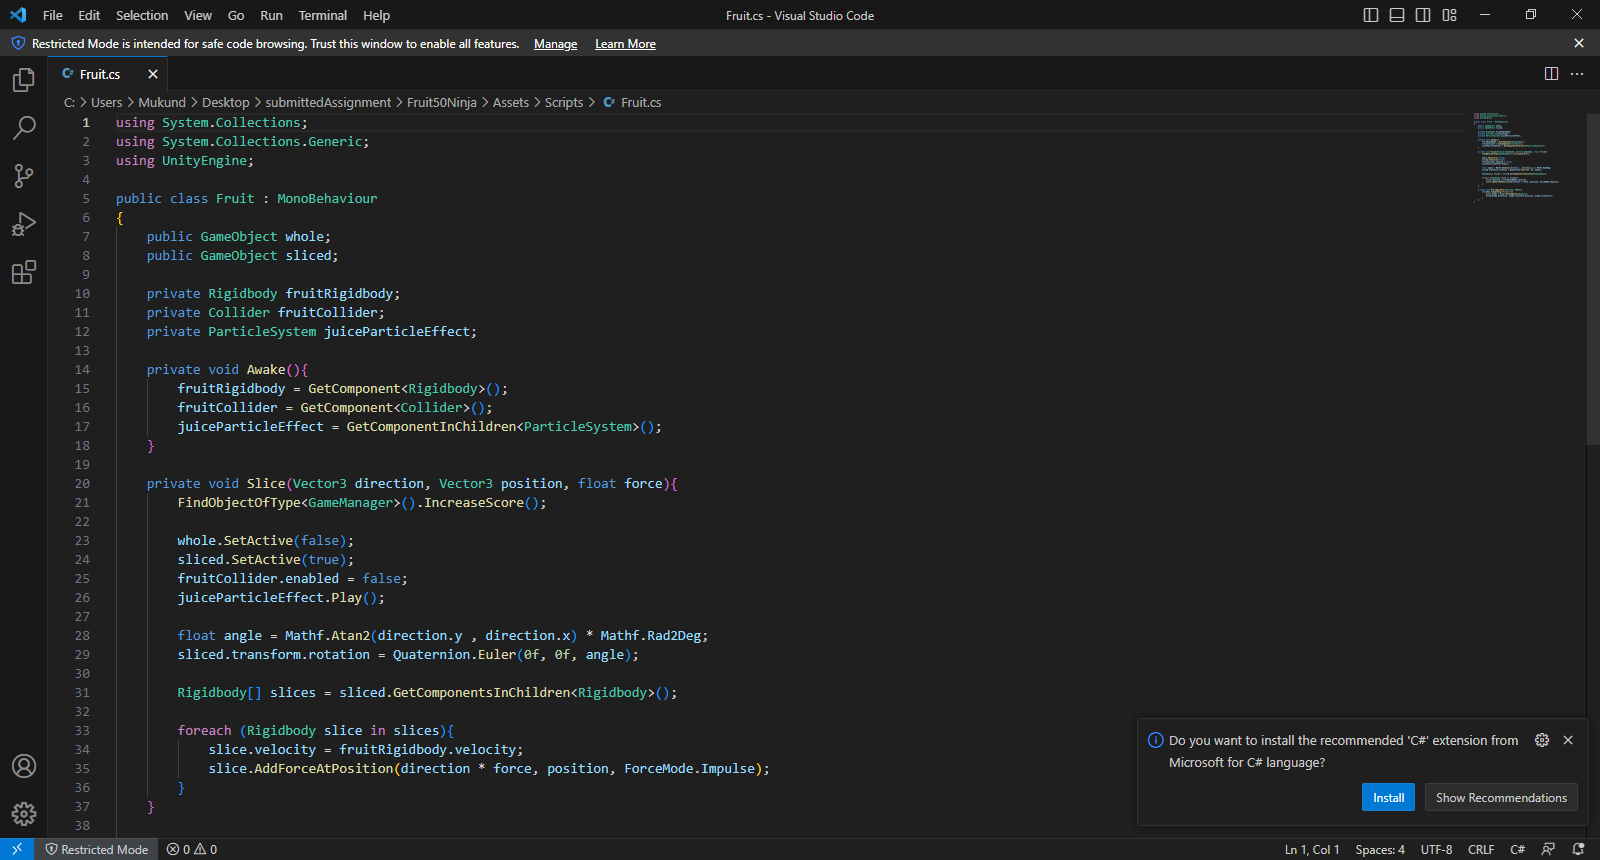 File Edit Selection View Go Run Terminal Help
Fruit.cs - Visual Studio Code
Restricted Mode is intended for safe code browsing. Trust this window to enable all features. Manage Learn More
Fruit.cs
C: > Users > Mukund > Desktop > submittedAssignment > Fruit50Ninja > Assets > Scripts > Fruit.cs
1 using System.Collections;
2 using System.Collections.Generic;
3 using UnityEngine;
4
5 public class Fruit : MonoBehaviour
6 {
7 public GameObject whole;
8 public GameObject sliced;
9
10 private Rigidbody fruitRigidbody;
11 private Collider fruitCollider;
12 private ParticleSystem juiceParticleEffect;
13
14 private void Awake(){
15 fruitRigidbody = GetComponent<Rigidbody>();
16 fruitCollider = GetComponent<Collider>();
17 juiceParticleEffect = GetComponentInChildren<ParticleSystem>();
18 }
19
20 private void Slice(Vector3 direction, Vector3 position, float force){
21 FindObjectOfType<GameManager>().IncreaseScore();
22
23 whole.SetActive(false);
24 sliced.SetActive(true);
25 fruitCollider.enabled = false;
26 juiceParticleEffect.Play();
27
28 float angle = Mathf.Atan2(direction.y , direction.x) * Mathf.Rad2Deg;
29 sliced.transform.rotation = Quaternion.Euler(0f, 0f, angle);
30
31 Rigidbody[] slices = sliced.GetComponentsInChildren<Rigidbody>();
32
33 foreach (Rigidbody slice in slices){
34 slice.velocity = fruitRigidbody.velocity;
35 slice.AddForceAtPosition(direction * force, position, ForceMode.Impulse);
36 }
37 }
38
Do you want to install the recommended 'C#' extension from
Microsoft for C# language?
Install Show Recommendations
Restricted Mode 0 0
Ln 1, Col 1 Spaces: 4 UTF-8 CRLF C#